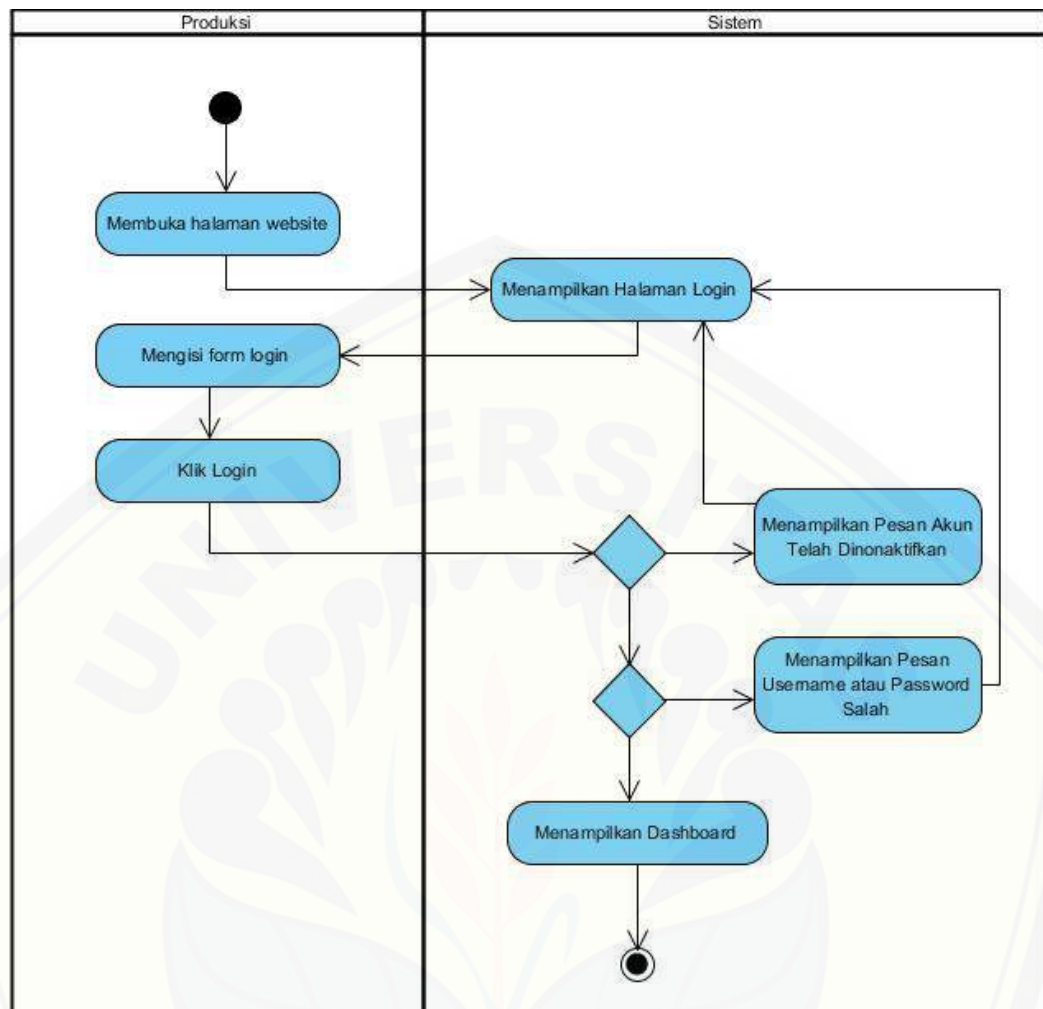 Produksi
Sistem
Membuka halaman website
Menampilkan Halaman Login
Mengisi form login
Klik Login
Menampilkan Pesan Akun
Telah Dinonaktifkan
Menampilkan Pesan
Username atau Password
Salah
Menampilkan Dashboard
UNIVERSITA